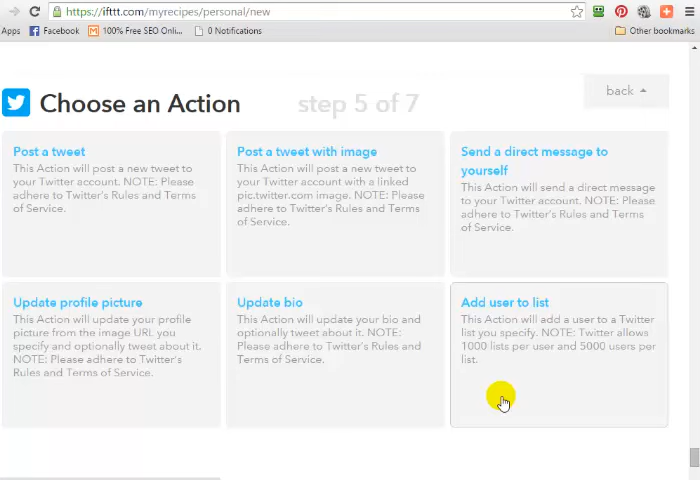 https://ifttt.com/myrecipes/personal/new
Apps Facebook 100% Free SEO Onli... 0 Notifications Other bookmarks
back
Choose an Action step 5 of 7
Post a tweet
This Action will post a new tweet to
your Twitter account. NOTE: Please
adhere to Twitter's Rules and Terms
of Service.
Post a tweet with image
This Action will post a new tweet to
your Twitter account with a linked
pic.twitter.com image. NOTE: Please
adhere to Twitter's Rules and Terms
of Service.
Send a direct message to
yourself
This Action will send a direct message
to your Twitter account. NOTE: Please
adhere to Twitter's Rules and Terms
of Service.
Update profile picture
This Action will update your profile
picture from the image URL you
specify and optionally tweet about it.
NOTE: Please adhere to Twitter's
Rules and Terms of Service.
Update bio
This Action will update your bio and
optionally tweet about it. NOTE:
Please adhere to Twitter's Rules and
Terms of Service.
Add user to list
This Action will add a user to a Twitter
list you specify. NOTE: Twitter allows
1000 lists per user and 5000 users per
list.